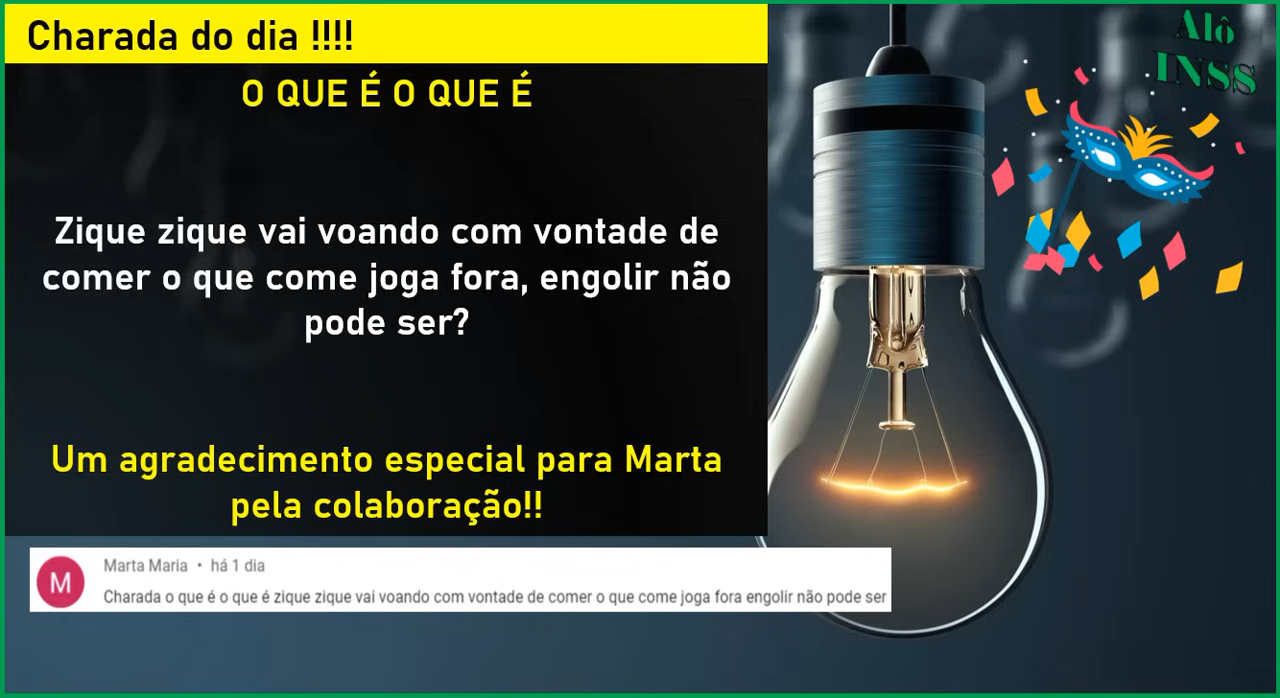 Charada do dia !!!!
Alô
INSS
O QUE É O QUE É
Zique zique vai voando com vontade de
comer o que come joga fora, engolir não
pode ser?
Um agradecimento especial para Marta
pela colaboração!!
M
Marta Maria • há 1 dia
Charada o que é o que é zique zique vai voando com vontade de comer o que come joga fora engolir não pode ser